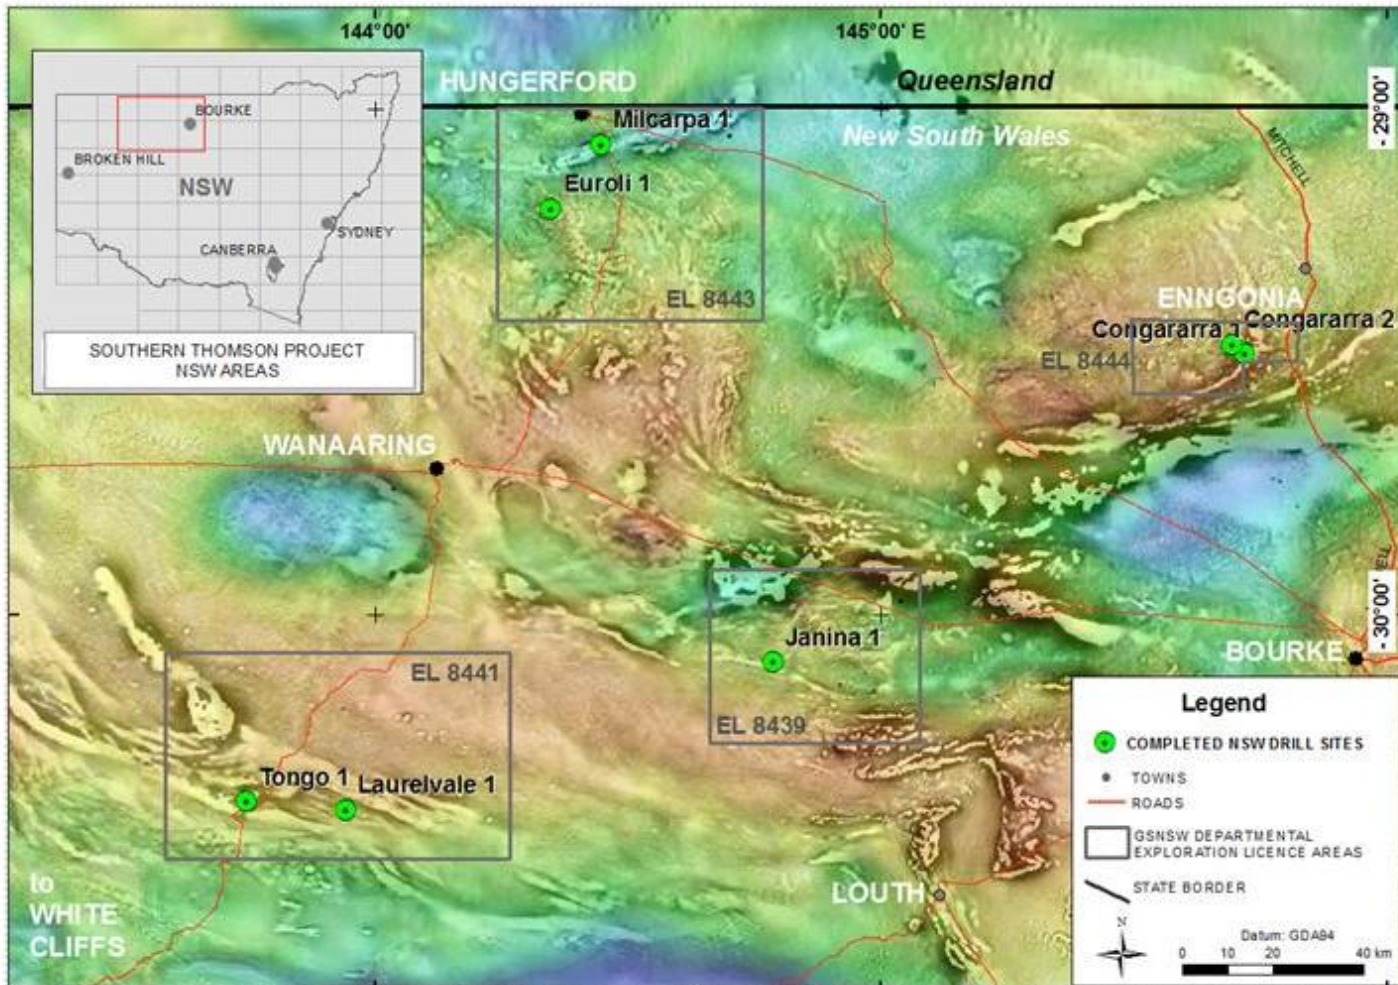 144°00'
145°00' E
HUNGERFORD
Queensland
New South Wales
- 29°00'
MITCHELL
Milcarpa 1
Euroli 1
EL 8443
ENNGONIA
Congararra 1
Congararra 2
EL 8444
BOURKE
BROKEN HILL
NSW
SYDNEY
CANBERRA
SOUTHERN THOMSON PROJECT
NSW AREAS
WANAARING
- 30°00'
Janina 1
EL 8439
BOURKE
EL 8441
Tongo 1
Laurelvale 1
LOUTH
to
WHITE
CLIFFS
Legend
COMPLETED NSW DRILL SITES
TOWNS
ROADS
GSNSW DEPARTMENTAL
EXPLORATION LICENCE AREAS
STATE BORDER
N
Datum: GDA94
0 10 20 40 km